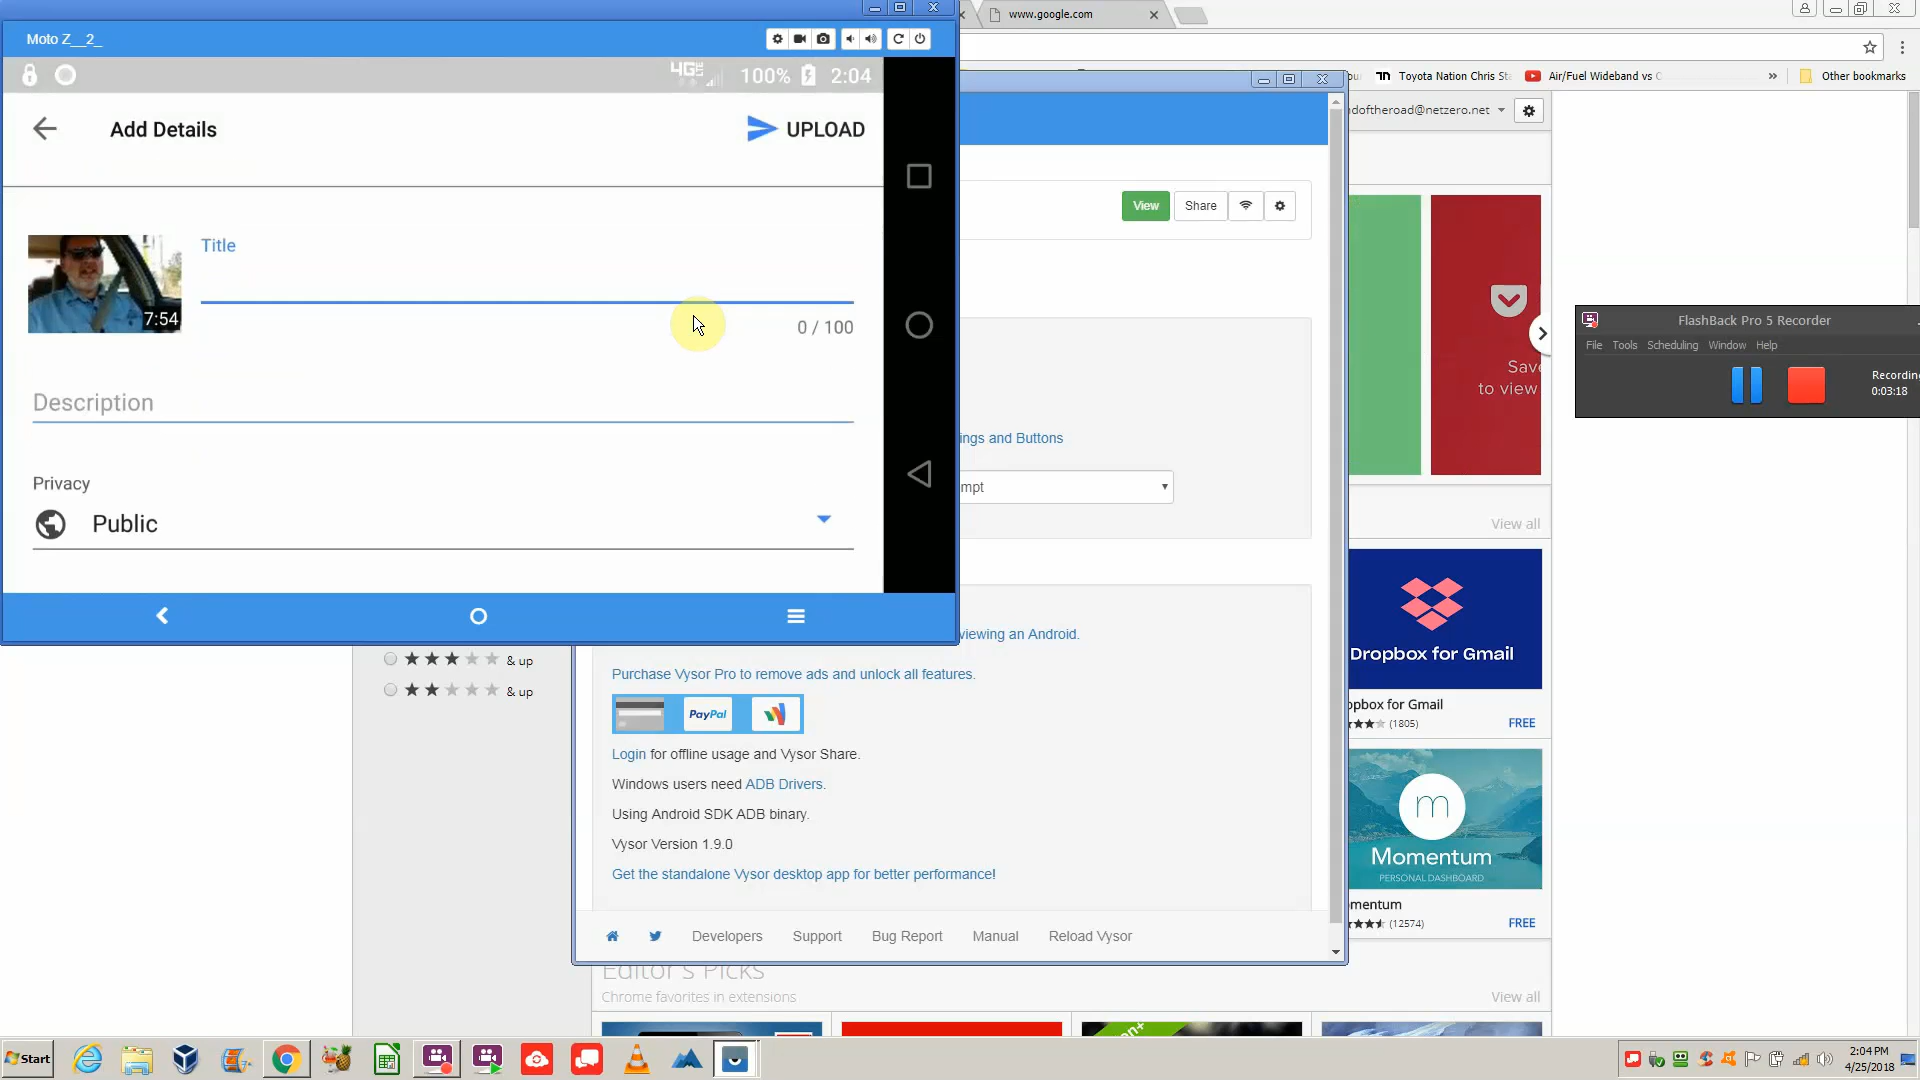 Moto Z__2_
4G LTE 100% 2:04
Add Details
UPLOAD
7:54
Title
0 / 100
Description
Privacy
Public
www.google.com
Toyota Nation Chris
Air/Fuel Wideband vs
»
Other bookmarks
doftheroad@netzero.net
View
Share
ings and Buttons
mpt
viewing an Android.
Purchase Vysor Pro to remove ads and unlock all features.
PayPal
Login for offline usage and Vysor Share.
Windows users need ADB Drivers.
Using Android SDK ADB binary.
Vysor Version 1.9.0
Get the standalone Vysor desktop app for better performance!
Developers
Support
Bug Report
Manual
Reload Vysor
& up
& up
Save
to view
FlashBack Pro 5 Recorder
File Tools Scheduling Window Help
Recording
0:03:18
View all
Dropbox for Gmail
opbox for Gmail
(1805)
FREE
m
Momentum
PERSONAL DASHBOARD
mentum
(12574)
FREE
Editor's Picks
Chrome favorites in extensions
View all
Start
2:04 PM
4/25/2018